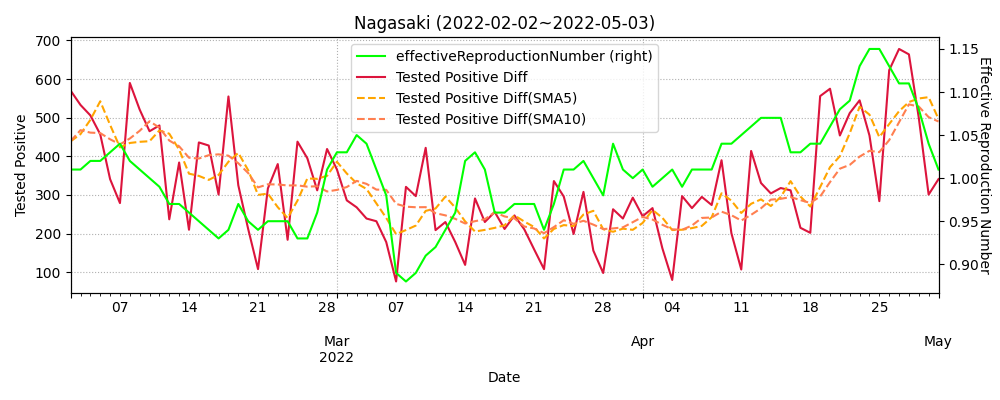 Nagasaki (2022-02-02~2022-05-03)
effectiveReproductionNumber (right)
Tested Positive Diff
Tested Positive Diff(SMA5)
Tested Positive Diff(SMA10)
Tested Positive
700
600
500
400
300
200
100
1.15
1.10
1.05
1.00
0.95
0.90
Effective Reproduction Number
07 14 21 28 07 14 21 28 04 11 18 25
Mar Apr May
2022
Date